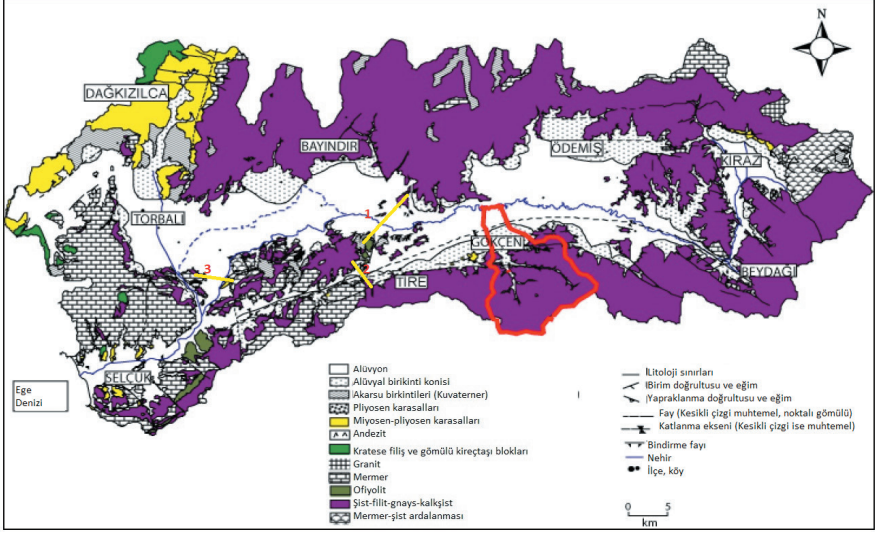 N
DAĞKIZILCA
BAYINDIR
ÖDEMİŞ
KİRAZ
TORBALI
1
GÖKÇEN
3
2
TİRE
BEYDAĞI
SELÇUK
Ege
Denizi
Alüvyon
Alüvyal birikinti konisi
Akarsu birkintileri (Kuvaterner)
Pliyosen karasalları
Miyosen-pliyosen karasalları
Andezit
Kratese filiş ve gömülü kireçtaşı blokları
Granit
Mermer
Ofiyolit
Şist-filit-gnays-kalkşist
Mermer-şist ardalanması
Litoloji sınırları
Birim doğrultusu ve eğim
Yapraklanma doğrultusu ve eğim
Fay (Kesikli çizgi muhtemel, noktalı gömülü)
Katlanma ekseni (Kesikli çizgi ise muhtemel)
Bindirme fayı
Nehir
İlçe, köy
0 5
km